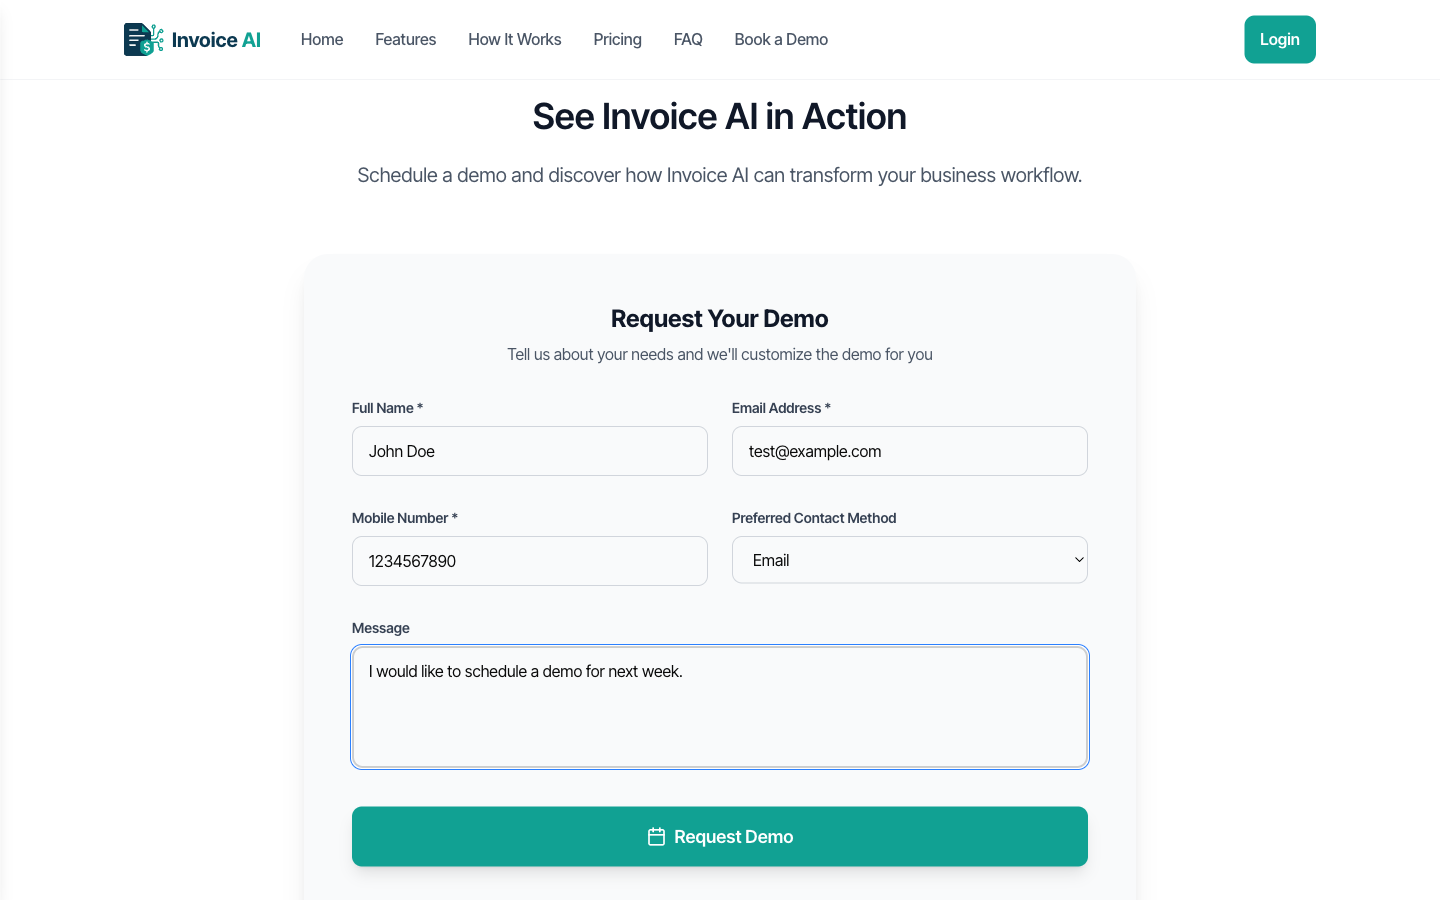 Invoice AI
Home
Features
How It Works
Pricing
FAQ
Book a Demo
Login
See Invoice AI in Action
Schedule a demo and discover how Invoice AI can transform your business workflow.
Request Your Demo
Tell us about your needs and we'll customize the demo for you
Full Name *
Email Address *
John Doe
test@example.com
Mobile Number *
Preferred Contact Method
1234567890
Email
Message
I would like to schedule a demo for next week.
Request Demo